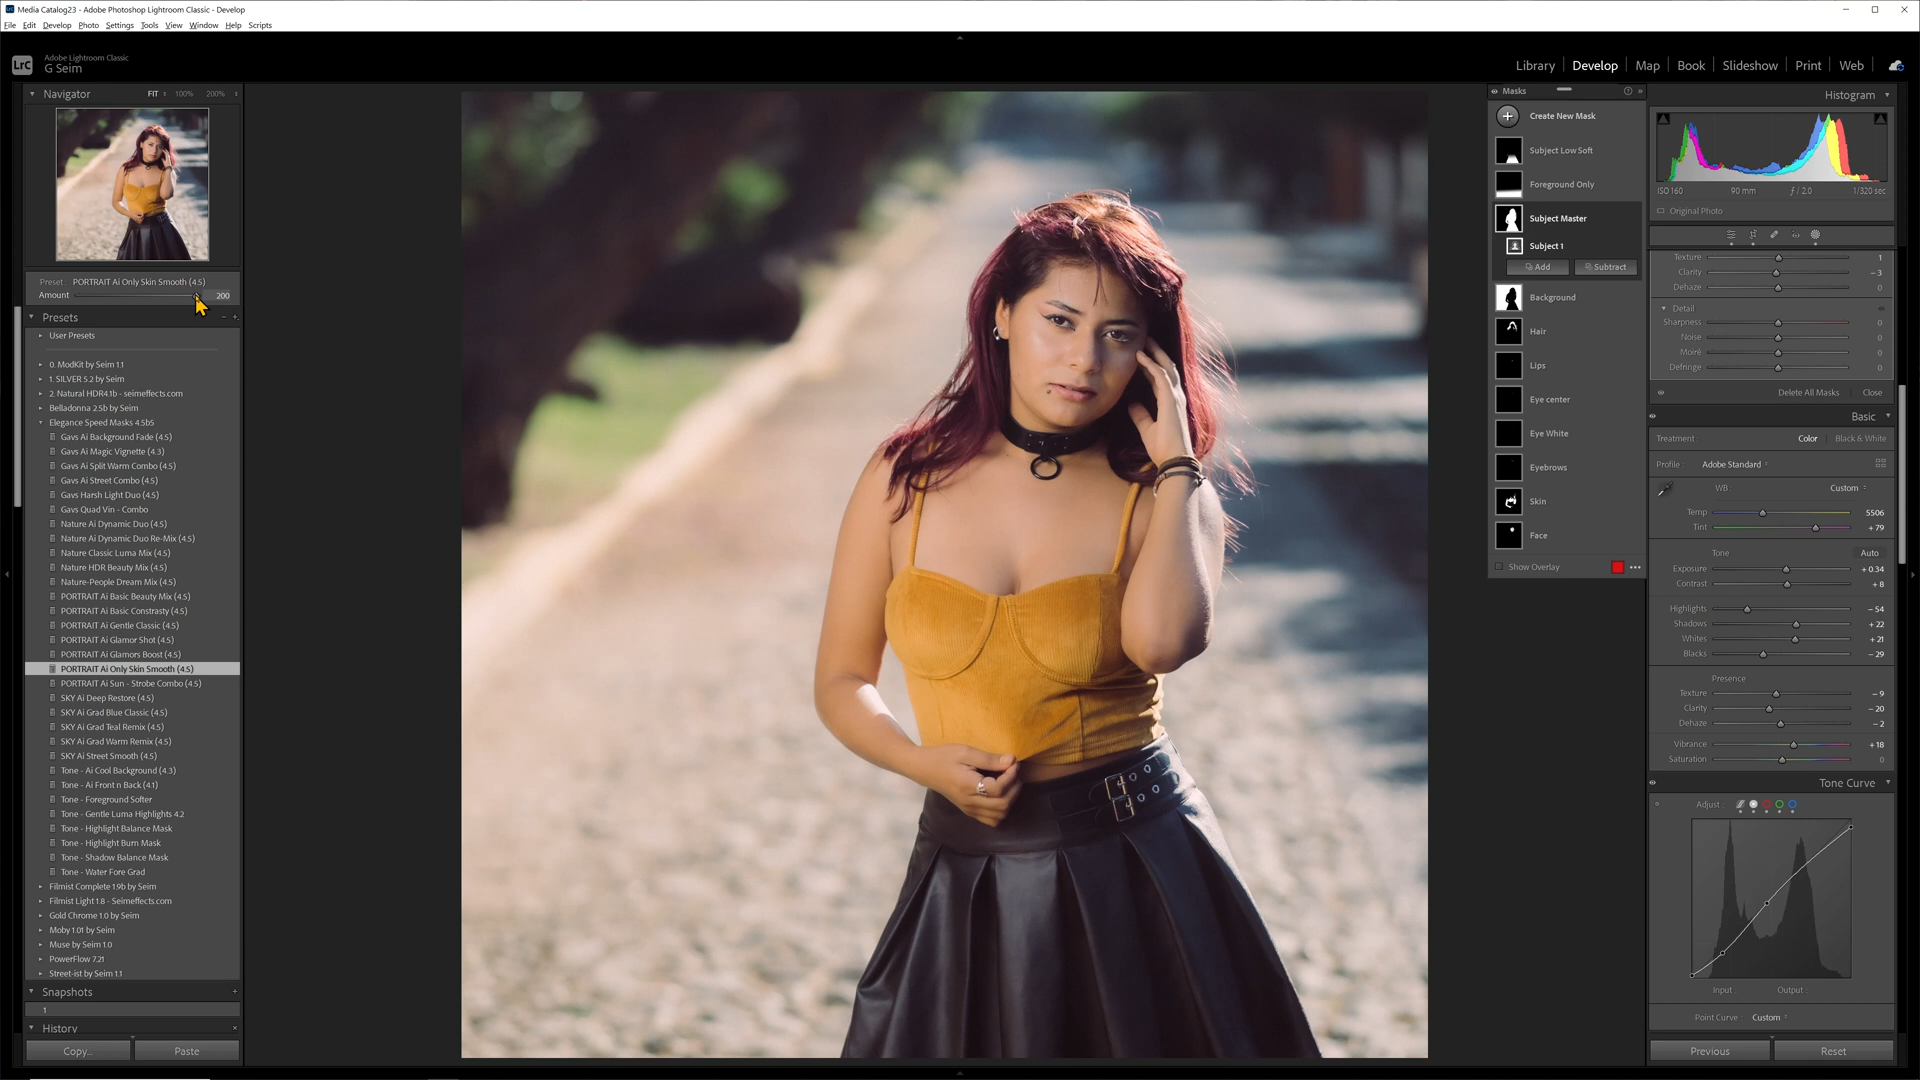 Media Catalog23 - Adobe Photoshop Lightroom Classic - Develop
File Edit Develop Photo Settings Tools View Window Help Scripts
LrC
Adobe Lightroom Classic
G Seim
Library Develop Map Book Slideshow Print Web
Navigator FIT 100% 200%
Preset: PORTRAIT Ai Only Skin Smooth (4.5)
Amount 200
Presets
User Presets
0. ModKit by Seim 1.1
1. SILVER 5.2 by Seim
2. Natural HDR4.1b - seimeffects.com
Belladonna 2.5b by Seim
Elegance Speed Masks 4.5b5
Gavs Ai Background Fade (4.5)
Gavs Ai Magic Vignette (4.3)
Gavs Ai Split Warm Combo (4.5)
Gavs Ai Street Combo (4.5)
Gavs Harsh Light Duo (4.5)
Gavs Quad Vin - Combo
Nature Ai Dynamic Duo (4.5)
Nature Ai Dynamic Duo Re-Mix (4.5)
Nature Classic Luma Mix (4.5)
Nature HDR Beauty Mix (4.5)
Nature-People Dream Mix (4.5)
PORTRAIT Ai Basic Beauty Mix (4.5)
PORTRAIT Ai Basic Constrasty (4.5)
PORTRAIT Ai Gentle Classic (4.5)
PORTRAIT Ai Glamor Shot (4.5)
PORTRAIT Ai Glamors Boost (4.5)
PORTRAIT Ai Only Skin Smooth (4.5)
PORTRAIT Ai Sun - Strobe Combo (4.5)
SKY Ai Deep Restore (4.5)
SKY Ai Grad Blue Classic (4.5)
SKY Ai Grad Teal Remix (4.5)
SKY Ai Grad Warm Remix (4.5)
SKY Ai Street Smooth (4.5)
Tone - Ai Cool Background (4.3)
Tone - Ai Front n Back (4.1)
Tone - Foreground Softer
Tone - Gentle Luma Highlights 4.2
Tone - Highlight Balance Mask
Tone - Highlight Burn Mask
Tone - Shadow Balance Mask
Tone - Water Fore Grad
Filmist Complete 1.9b by Seim
Filmist Light 1.8 - Seimeffects.com
Gold Chrome 1.0 by Seim
Moby 1.01 by Seim
Muse by Seim 1.0
PowerFlow 7.21
Street-ist by Seim 1.1
Snapshots
1
History
Copy... Paste
Masks
Create New Mask
Subject Low Soft
Foreground Only
Subject Master
Subject 1
Add Subtract
Background
Hair
Lips
Eye center
Eye White
Eyebrows
Skin
Face
Show Overlay
Histogram
ISO 160 90 mm ƒ / 2.0 1/320 sec
Original Photo
Texture 1
Clarity – 3
Dehaze 0
Detail
Sharpness 0
Noise 0
Moiré 0
Defringe 0
Delete All Masks Close
Basic
Treatment: Color Black & White
Profile: Adobe Standard
WB: Custom
Temp 5506
Tint + 79
Tone Auto
Exposure + 0.34
Contrast + 8
Highlights – 54
Shadows + 22
Whites + 21
Blacks – 29
Presence
Texture – 9
Clarity – 20
Dehaze – 2
Vibrance + 18
Saturation 0
Tone Curve
Adjust:
Input: Output:
Point Curve: Custom
Previous Reset